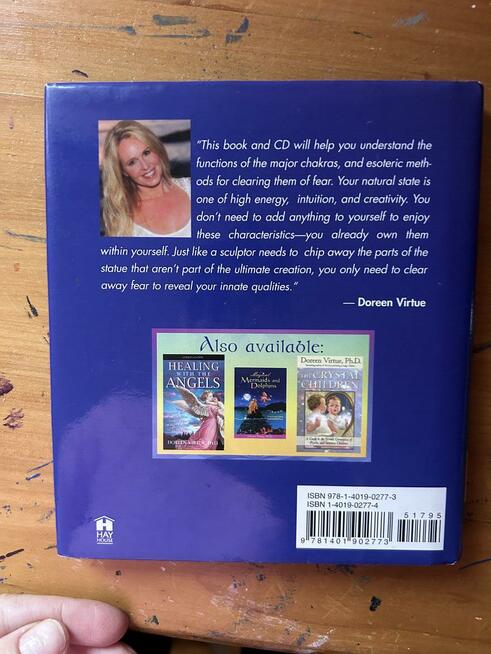 "This book and CD will help you understand the
functions of the major chakras, and esoteric meth-
ods for clearing them of fear. Your natural state is
one of high energy, intuition, and creativity. You
don't need to add anything to yourself to enjoy
these characteristics—you already own them
within yourself. Just like a sculptor needs to chip away the parts of the
statue that aren't part of the ultimate creation, you only need to clear
away fear to reveal your innate qualities."
— Doreen Virtue
Also available:
HEALING
WITH THE
ANGELS
DOREEN VIRTUE, Ph.D.
Magical
Mermaids and
Dolphins
Doreen Virtue, Ph.D.
THE CRYSTAL
CHILDREN
ISBN 978-1-4019-0277-3
ISBN 1-4019-0277-4
51795
9 781401 902773
HAY
HOUSE